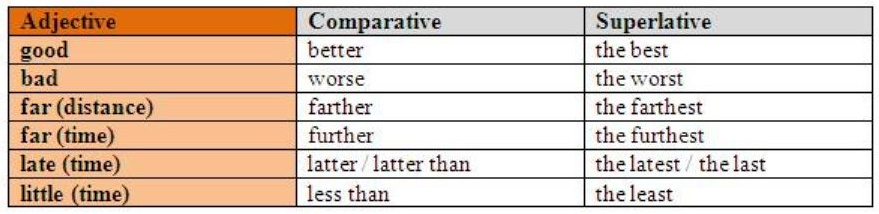 Adjective Comparative Superlative
good better the best
bad worse the worst
far (distance) farther the farthest
far (time) further the furthest
late (time) latter / latter than the latest / the last
little (time) less than the least